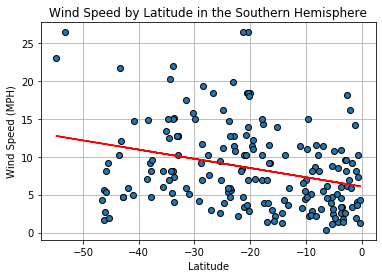 Wind Speed by Latitude in the Southern Hemisphere
25
20
15
10
5
0
Wind Speed (MPH)
−50 −40 −30 −20 −10 0
Latitude